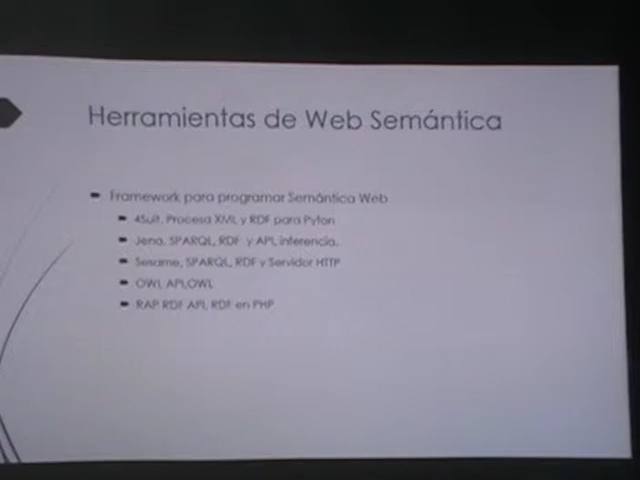 Herramientas de Web Semántica
Framework para programar Semántica Web
4Suit. Procesa XML y RDF para Pyton
Jena. SPARQL, RDF y API, inferencia.
Sesame, SPARQL, RDF y Servidor HTTP
OWL API,OWL
RAP RDF API, RDF en PHP